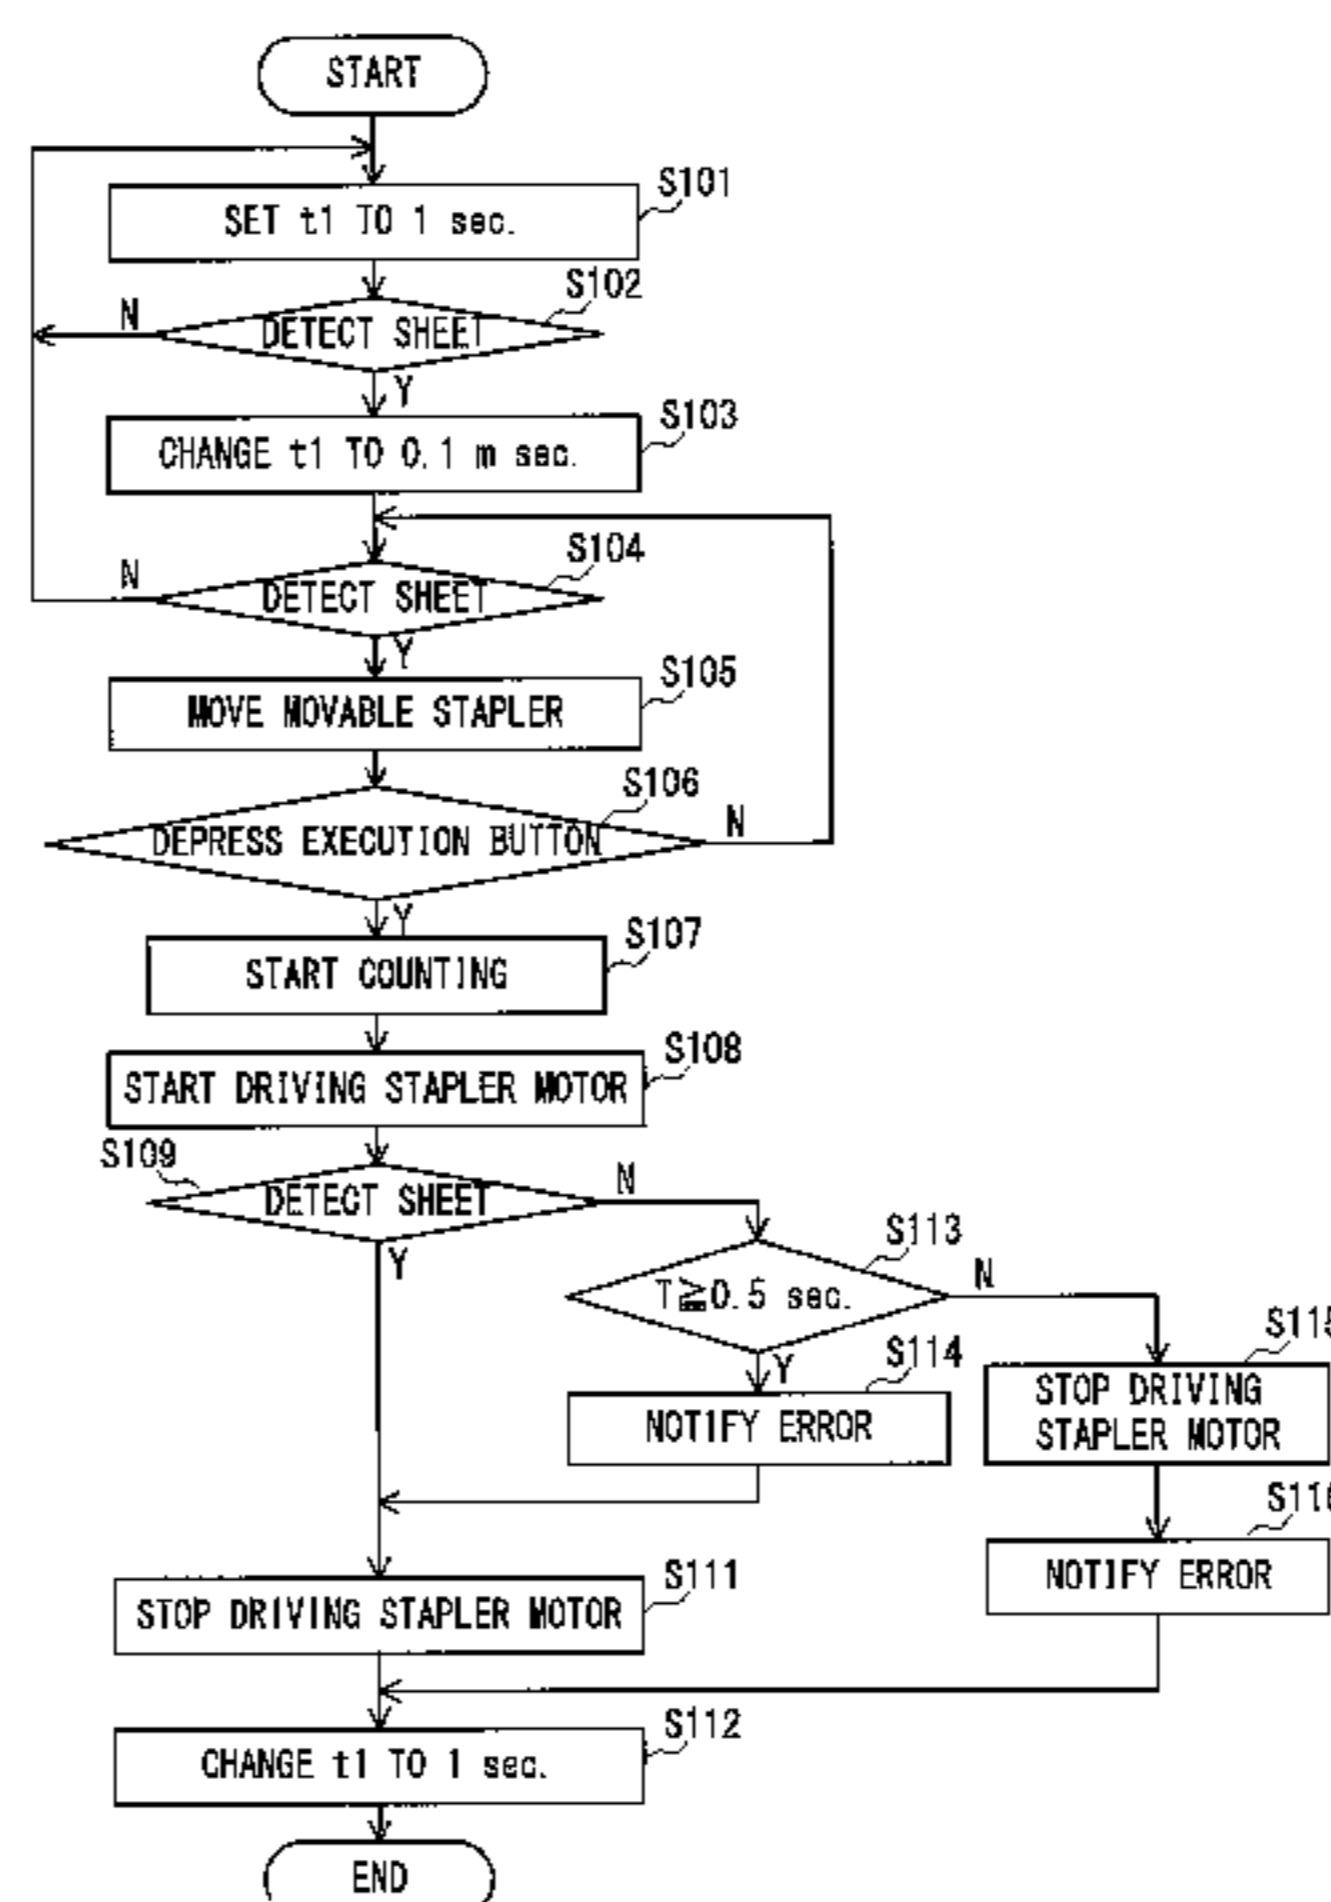 START
S101
SET t1 TO 1 sec.
S102
N
DETECT SHEET
Y
S103
CHANGE t1 TO 0.1 m sec.
S104
N
DETECT SHEET
Y
S105
MOVE MOVABLE STAPLER
S106
N
DEPRESS EXECUTION BUTTON
Y
S107
START COUNTING
S108
START DRIVING STAPLER MOTOR
S109
N
DETECT SHEET
Y
S113
N
T≧0.5 sec.
Y
S114
NOTIFY ERROR
S115
STOP DRIVING
STAPLER MOTOR
S116
NOTIFY ERROR
S111
STOP DRIVING STAPLER MOTOR
S112
CHANGE t1 TO 1 sec.
END